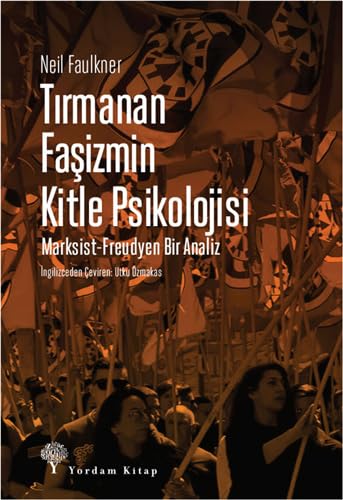 Neil Faulkner
Tırmanan
Faşizmin
Kitle Psikolojisi
Marksist-Freudyen Bir Analiz
İngilizceden Çeviren: Utku Özmakas
Y Yordam Kitap